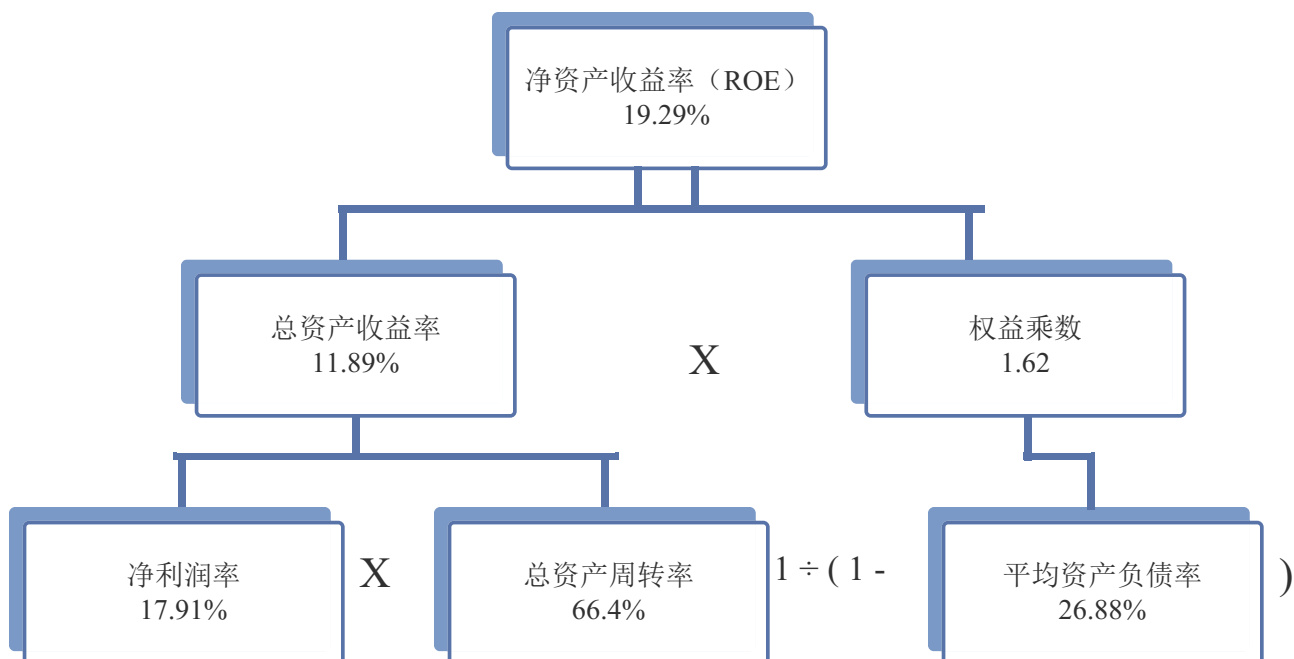 净资产收益率（ROE）
19.29%
总资产收益率
11.89%
X
权益乘数
1.62
净利润率
17.91%
X
总资产周转率
66.4%
1 ÷ ( 1 -
平均资产负债率
26.88%
)